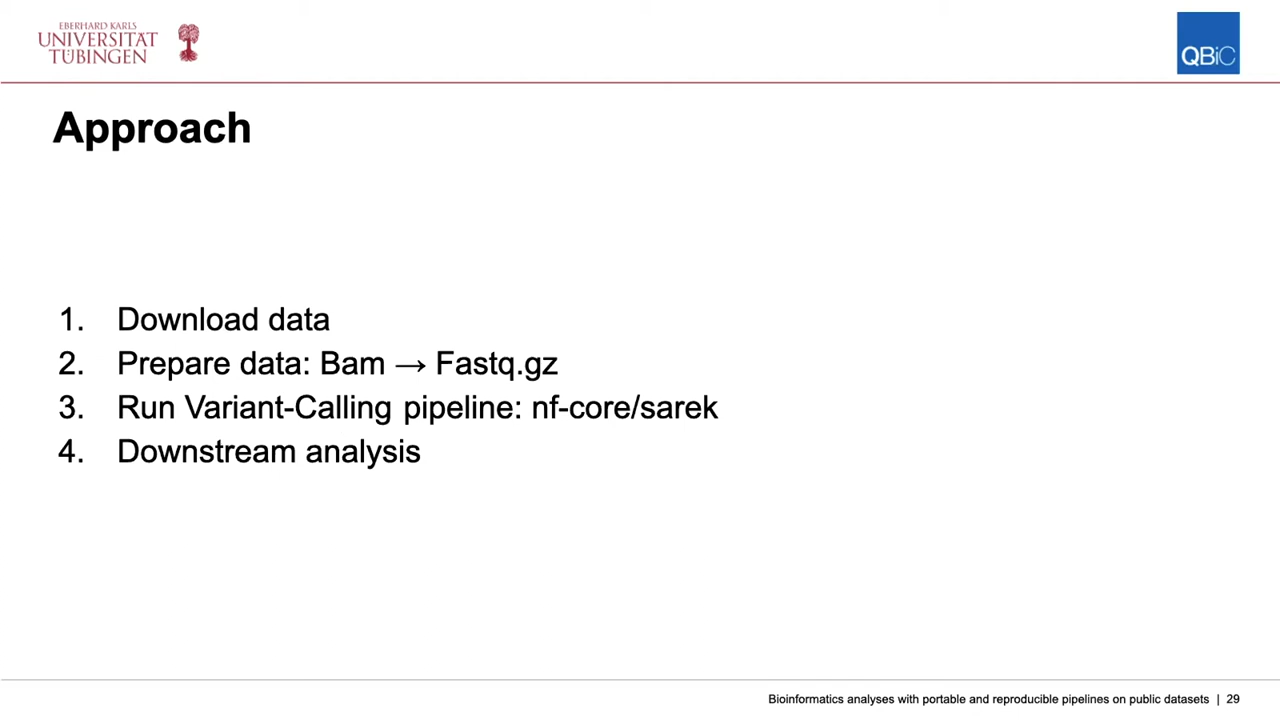 EBERHARD KARLS
UNIVERSITÄT
TÜBINGEN
QBiC
Approach
1. Download data
2. Prepare data: Bam → Fastq.gz
3. Run Variant-Calling pipeline: nf-core/sarek
4. Downstream analysis
Bioinformatics analyses with portable and reproducible pipelines on public datasets | 29